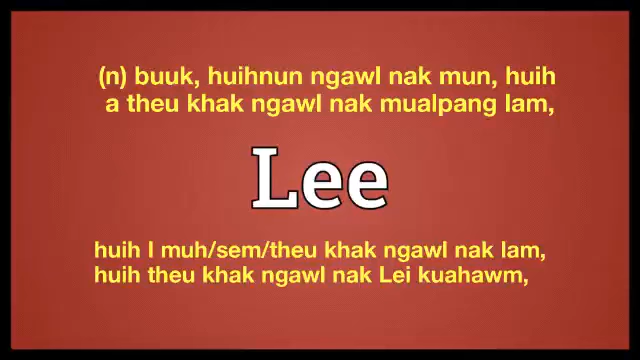 (n) buuk, huihnun ngawl nak mun, huih
a theu khak ngawl nak mualpang lam,
Lee
huih I muh/sem/theu khak ngawl nak lam,
huih theu khak ngawl nak Lei kuahawm,